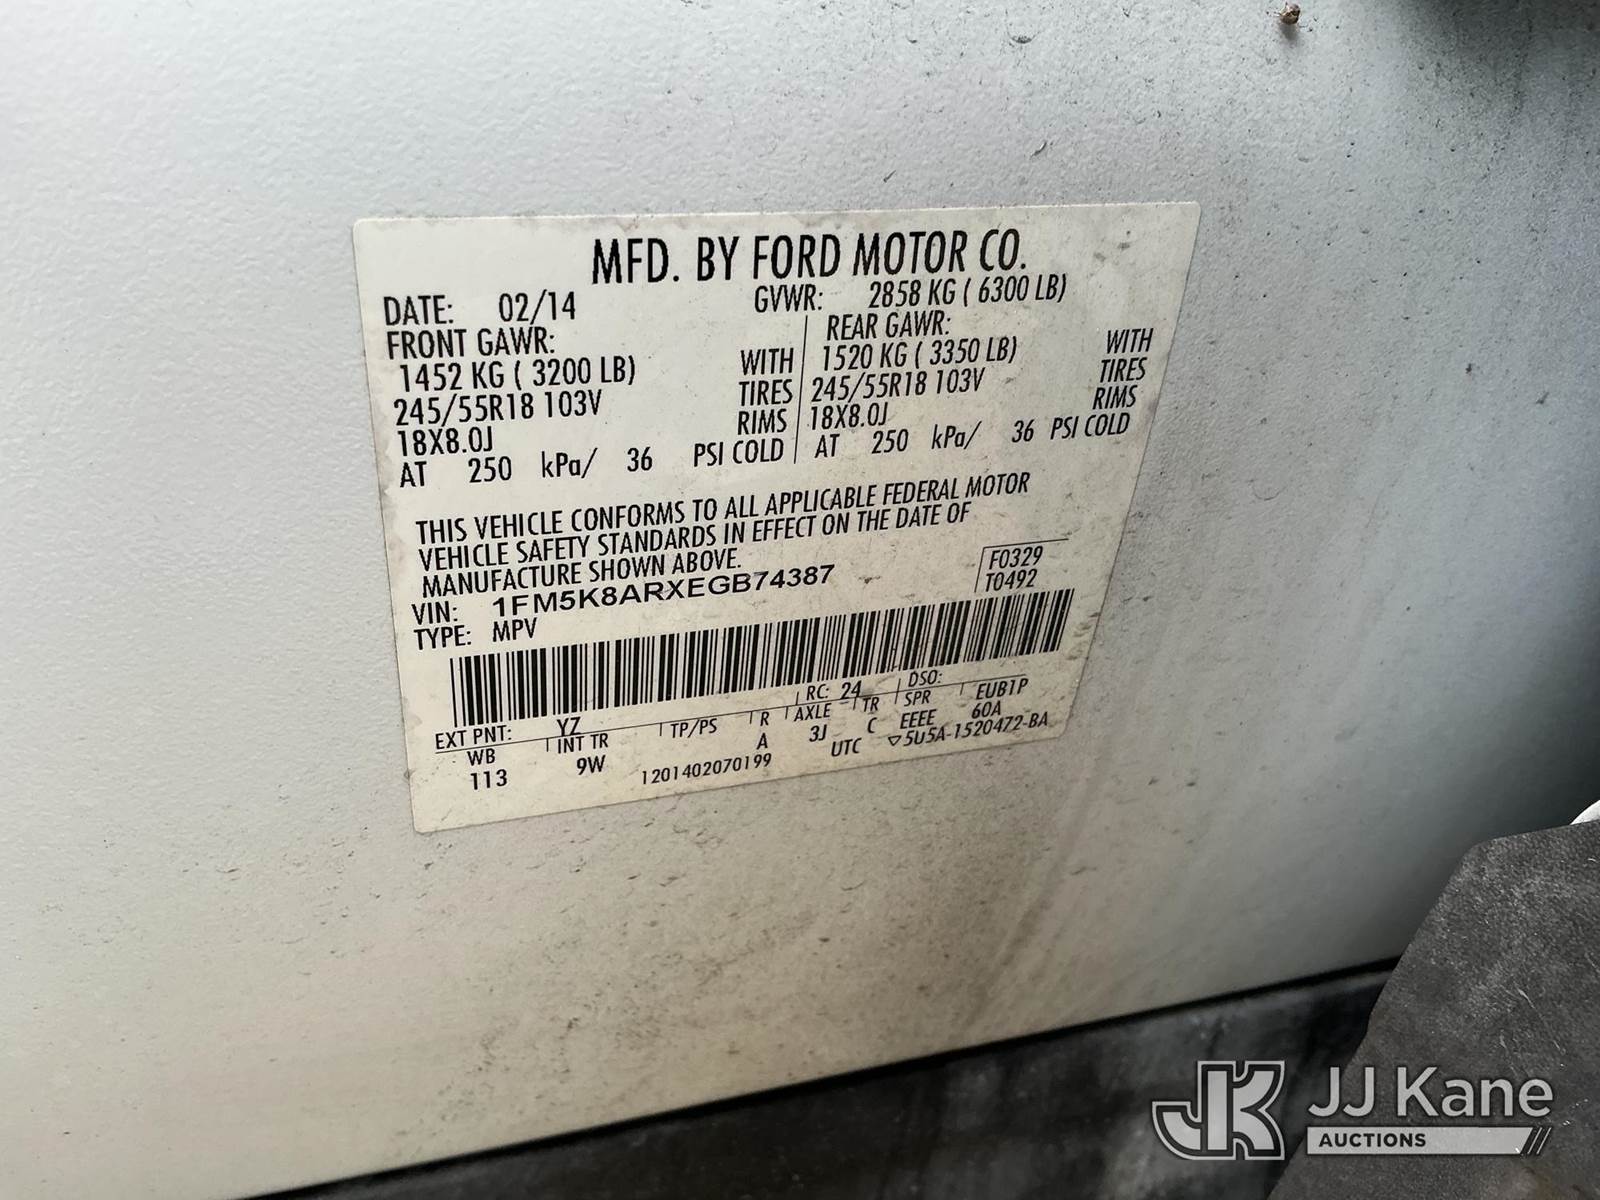 MFD. BY FORD MOTOR CO.
DATE: 02/14 GVWR: 2858 KG ( 6300 LB)
FRONT GAWR: REAR GAWR:
1452 KG ( 3200 LB) WITH 1520 KG ( 3350 LB) WITH
245/55R18 103V TIRES 245/55R18 103V TIRES
18X8.0J RIMS 18X8.0J RIMS
AT 250 kPa/ 36 PSI COLD AT 250 kPa/ 36 PSI COLD
THIS VEHICLE CONFORMS TO ALL APPLICABLE FEDERAL MOTOR
VEHICLE SAFETY STANDARDS IN EFFECT ON THE DATE OF
MANUFACTURE SHOWN ABOVE.
F0329
VIN: 1FM5K8ARXEGB74387 T0492
TYPE: MPV
EXT PNT: YZ RC: 24 DSO:
WB INT TR TP/PS R AXLE TR SPR EUB1P
113 9W A 3J C EEEE 60A
1201402070199 UTC ▽5U5A-1520472-BA
JK JJ Kane
AUCTIONS